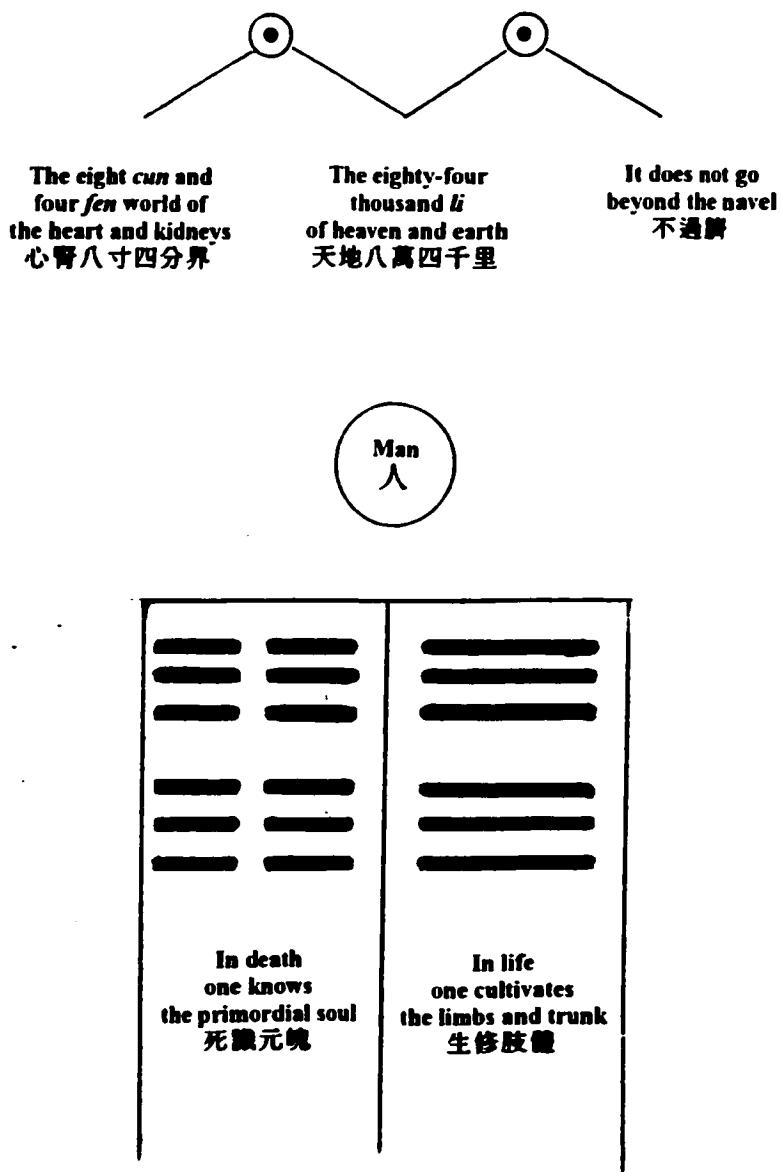 The eight cun and
four fen world of
the heart and kidneys
心腎八寸四分界
The eighty-four
thousand li
of heaven and earth
天地八萬四千里
It does not go
beyond the navel
不過臍
Man
人
In death
one knows
the primordial soul
死識元魄
In life
one cultivates
the limbs and trunk
生修肢體